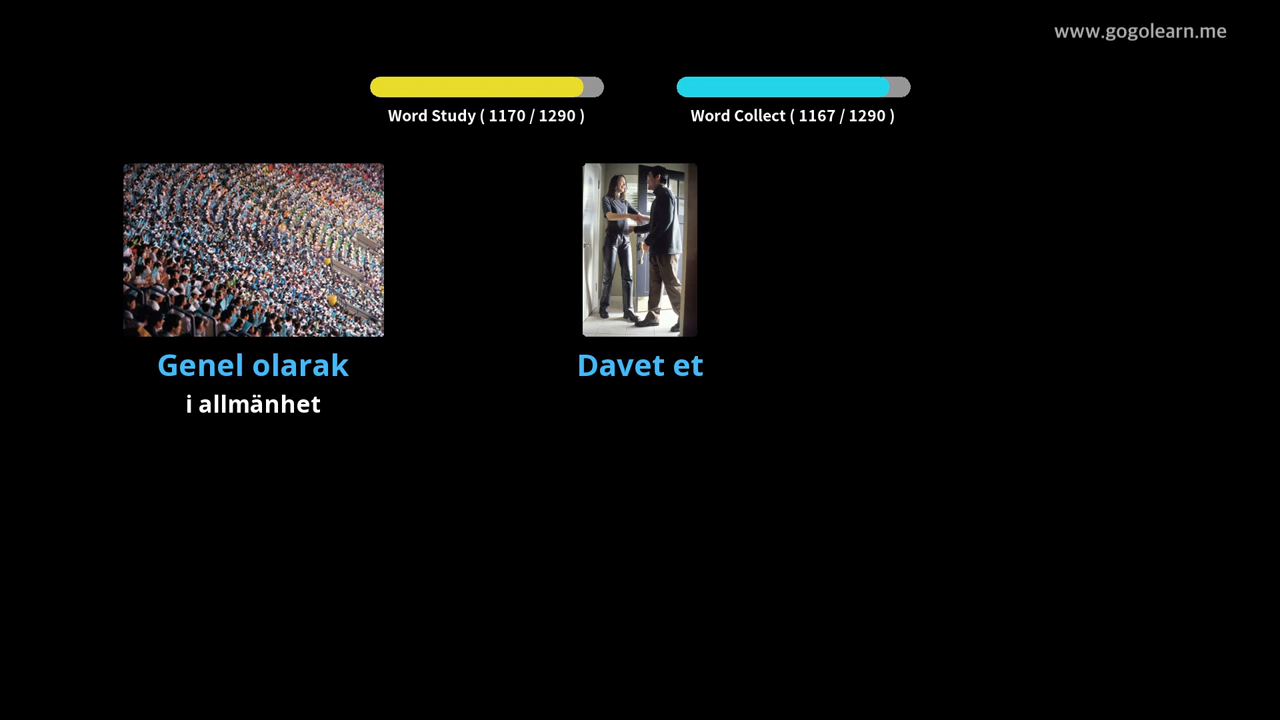 www.gogolearn.me
Word Study ( 1170 / 1290 )
Word Collect ( 1167 / 1290 )
Genel olarak
i allmänhet
Davet et